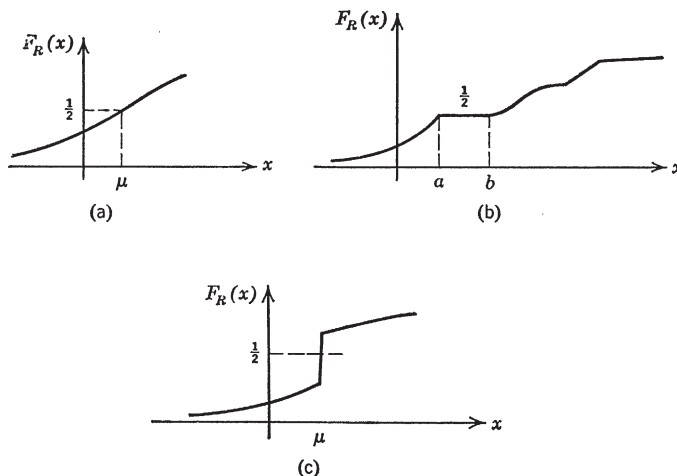 F_R(x)
1/2
x
μ
(a)
F_R(x)
1/2
x
a b
(b)
F_R(x)
1/2
x
μ
(c)